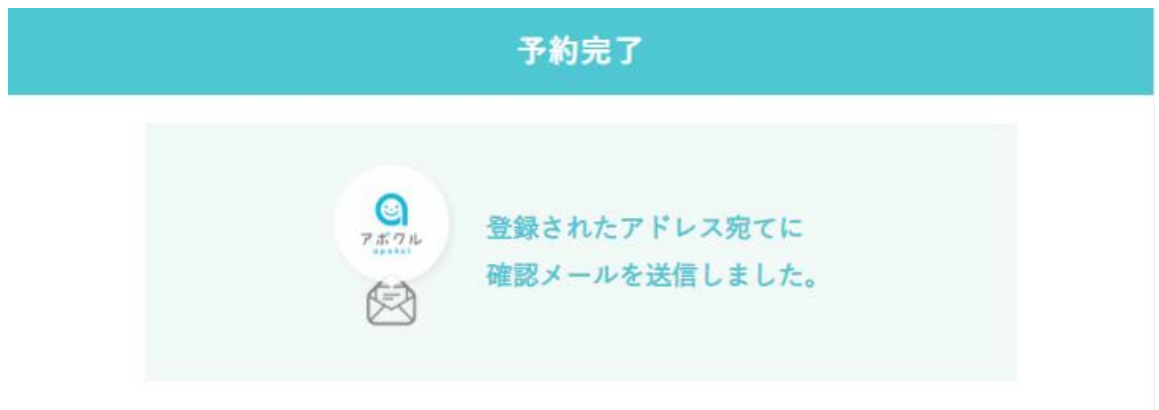 予約完了
アポクル
apokul
登録されたアドレス宛てに
確認メールを送信しました。